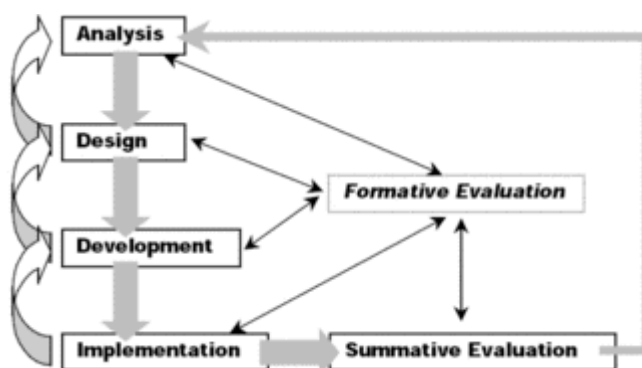 Analysis
Design
Formative Evaluation
Development
Implementation
Summative Evaluation